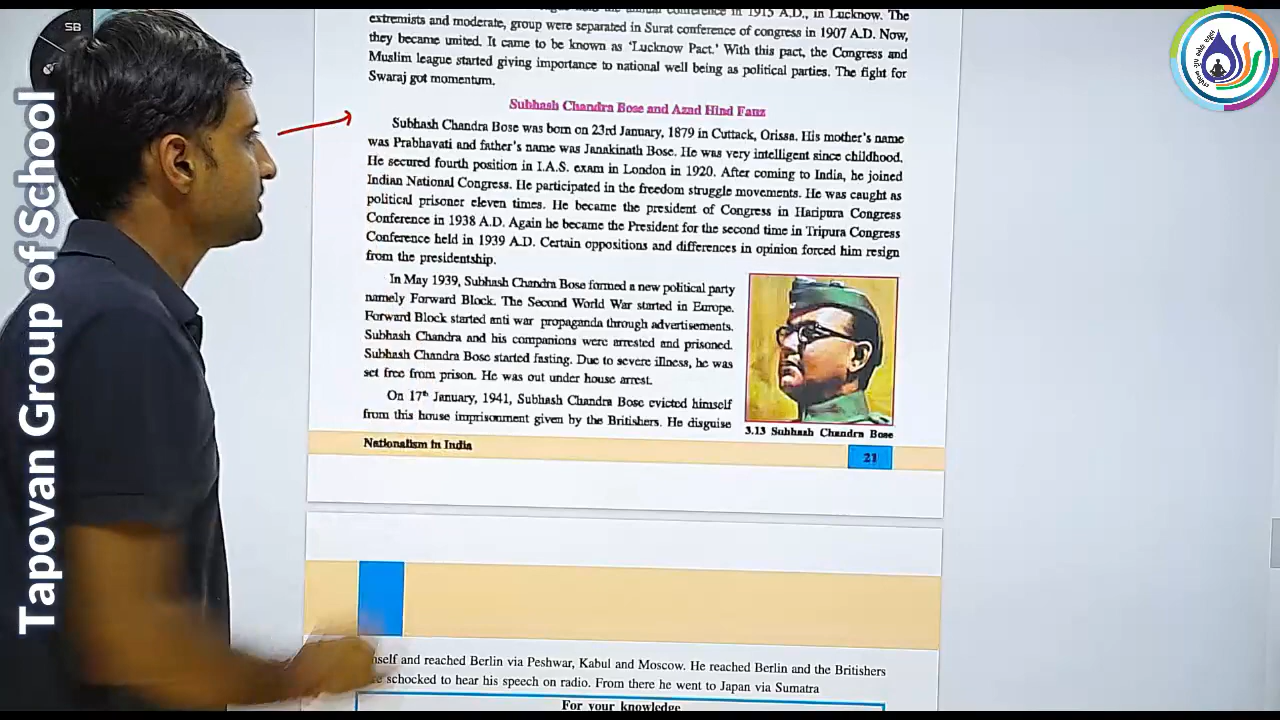 SB
Tapovan Group of School
conference in 1915 A.D., in Lucknow. The
extremists and moderate, group were separated in Surat conference of congress in 1907 A.D. Now,
they became united. It came to be known as 'Lucknow Pact.' With this pact, the Congress and
Muslim league started giving importance to national well being as political parties. The fight for
Swaraj got momentum.
Subhash Chandra Bose and Azad Hind Fauz
Subhash Chandra Bose was born on 23rd January, 1879 in Cuttack, Orissa. His mother's name
was Prabhavati and father's name was Janakinath Bose. He was very intelligent since childhood.
He secured fourth position in I.A.S. exam in London in 1920. After coming to India, he joined
Indian National Congress. He participated in the freedom struggle movements. He was caught as
political prisoner eleven times. He became the president of Congress in Haripura Congress
Conference in 1938 A.D. Again he became the President for the second time in Tripura Congress
Conference held in 1939 A.D. Certain oppositions and differences in opinion forced him resign
from the presidentship.
In May 1939, Subhash Chandra Bose formed a new political party
namely Forward Block. The Second World War started in Europe.
Forward Block started anti war propaganda through advertisements.
Subhash Chandra and his companions were arrested and prisoned.
Subhash Chandra Bose started fasting. Due to severe illness, he was
set free from prison. He was out under house arrest.
On 17th January, 1941, Subhash Chandra Bose evicted himself
from this house imprisonment given by the Britishers. He disguise
3.13 Subhash Chandra Bose
Nationalism in India
21
nself and reached Berlin via Peshwar, Kabul and Moscow. He reached Berlin and the Britishers
schocked to hear his speech on radio. From there he went to Japan via Sumatra
For your knowledge